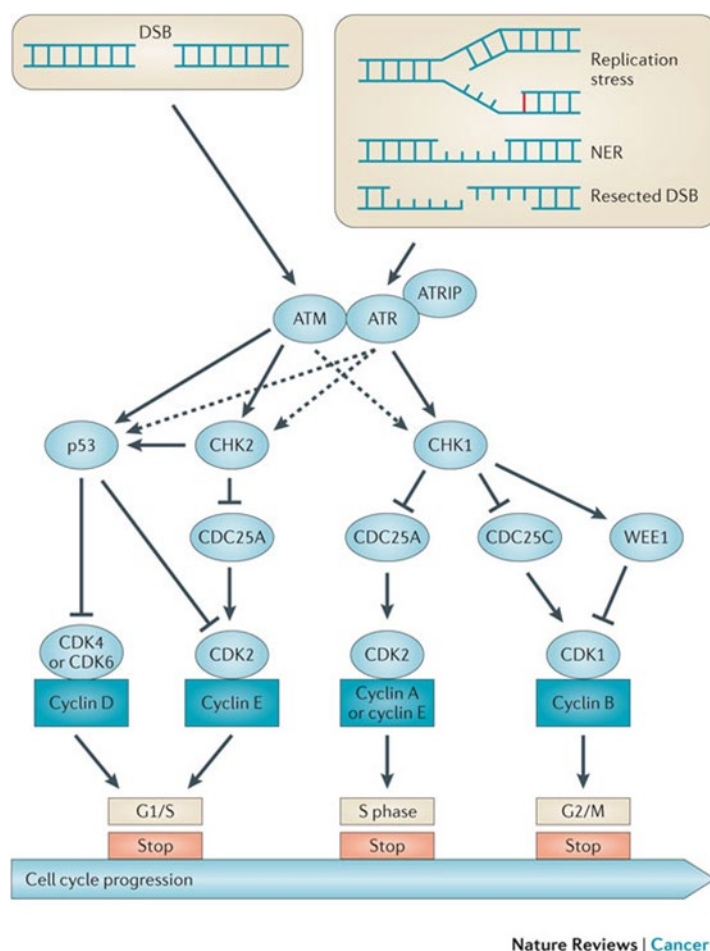 DSB
Replication
stress
NER
Resected DSB
ATM
ATR
ATRIP
p53
CHK2
CHK1
CDC25A
CDC25A
CDC25C
WEE1
CDK4
or CDK6
CDK2
CDK2
CDK1
Cyclin D
Cyclin E
Cyclin A
or cyclin E
Cyclin B
G1/S
S phase
G2/M
Stop
Stop
Stop
Cell cycle progression
Nature Reviews | Cancer